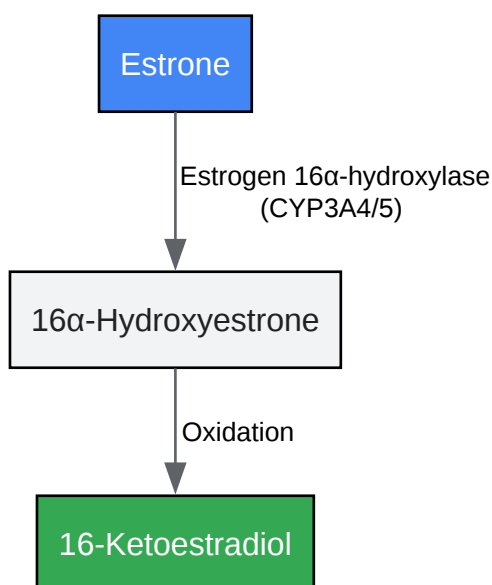 Estrone
Estrogen 16α-hydroxylase
(CYP3A4/5)
16α-Hydroxyestrone
Oxidation
16-Ketoestradiol